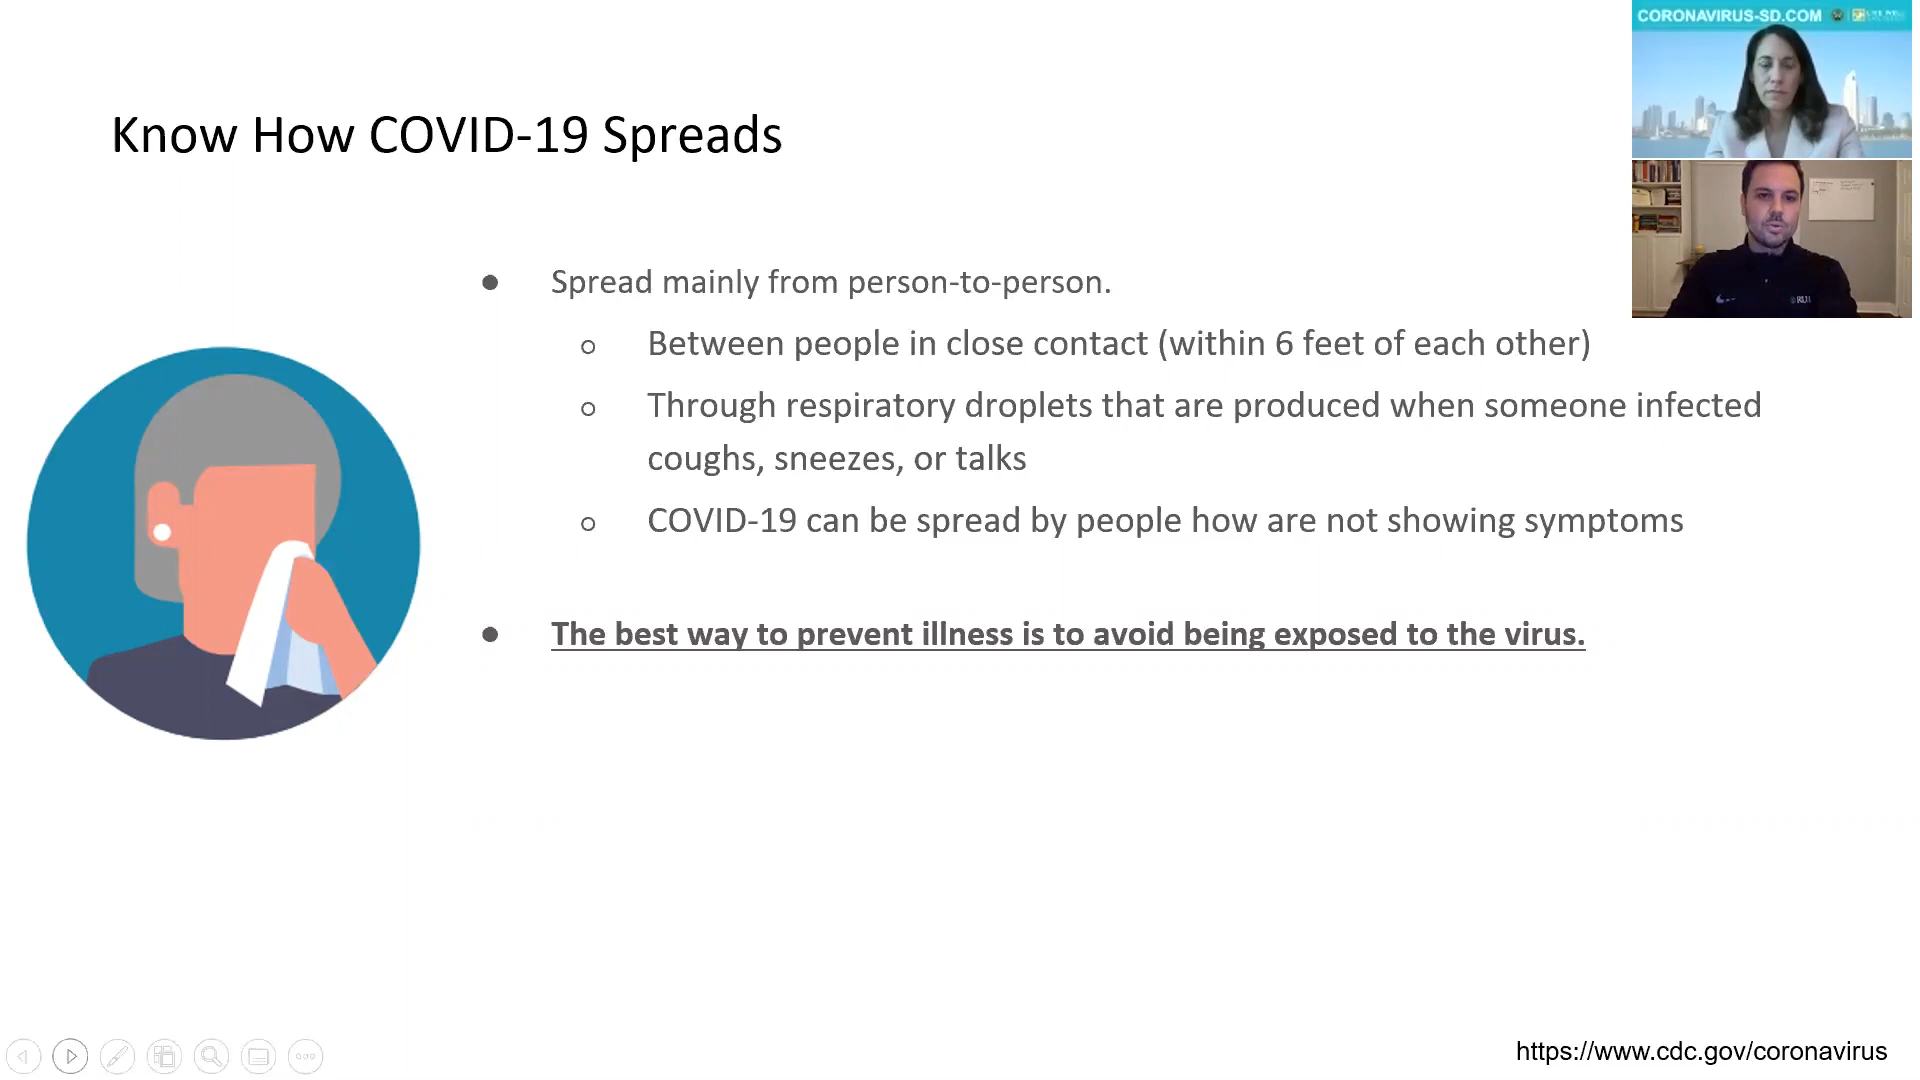 CORONAVIRUS-SD.COM
Know How COVID-19 Spreads
Spread mainly from person-to-person.
Between people in close contact (within 6 feet of each other)
Through respiratory droplets that are produced when someone infected
coughs, sneezes, or talks
COVID-19 can be spread by people how are not showing symptoms
The best way to prevent illness is to avoid being exposed to the virus.
https://www.cdc.gov/coronavirus